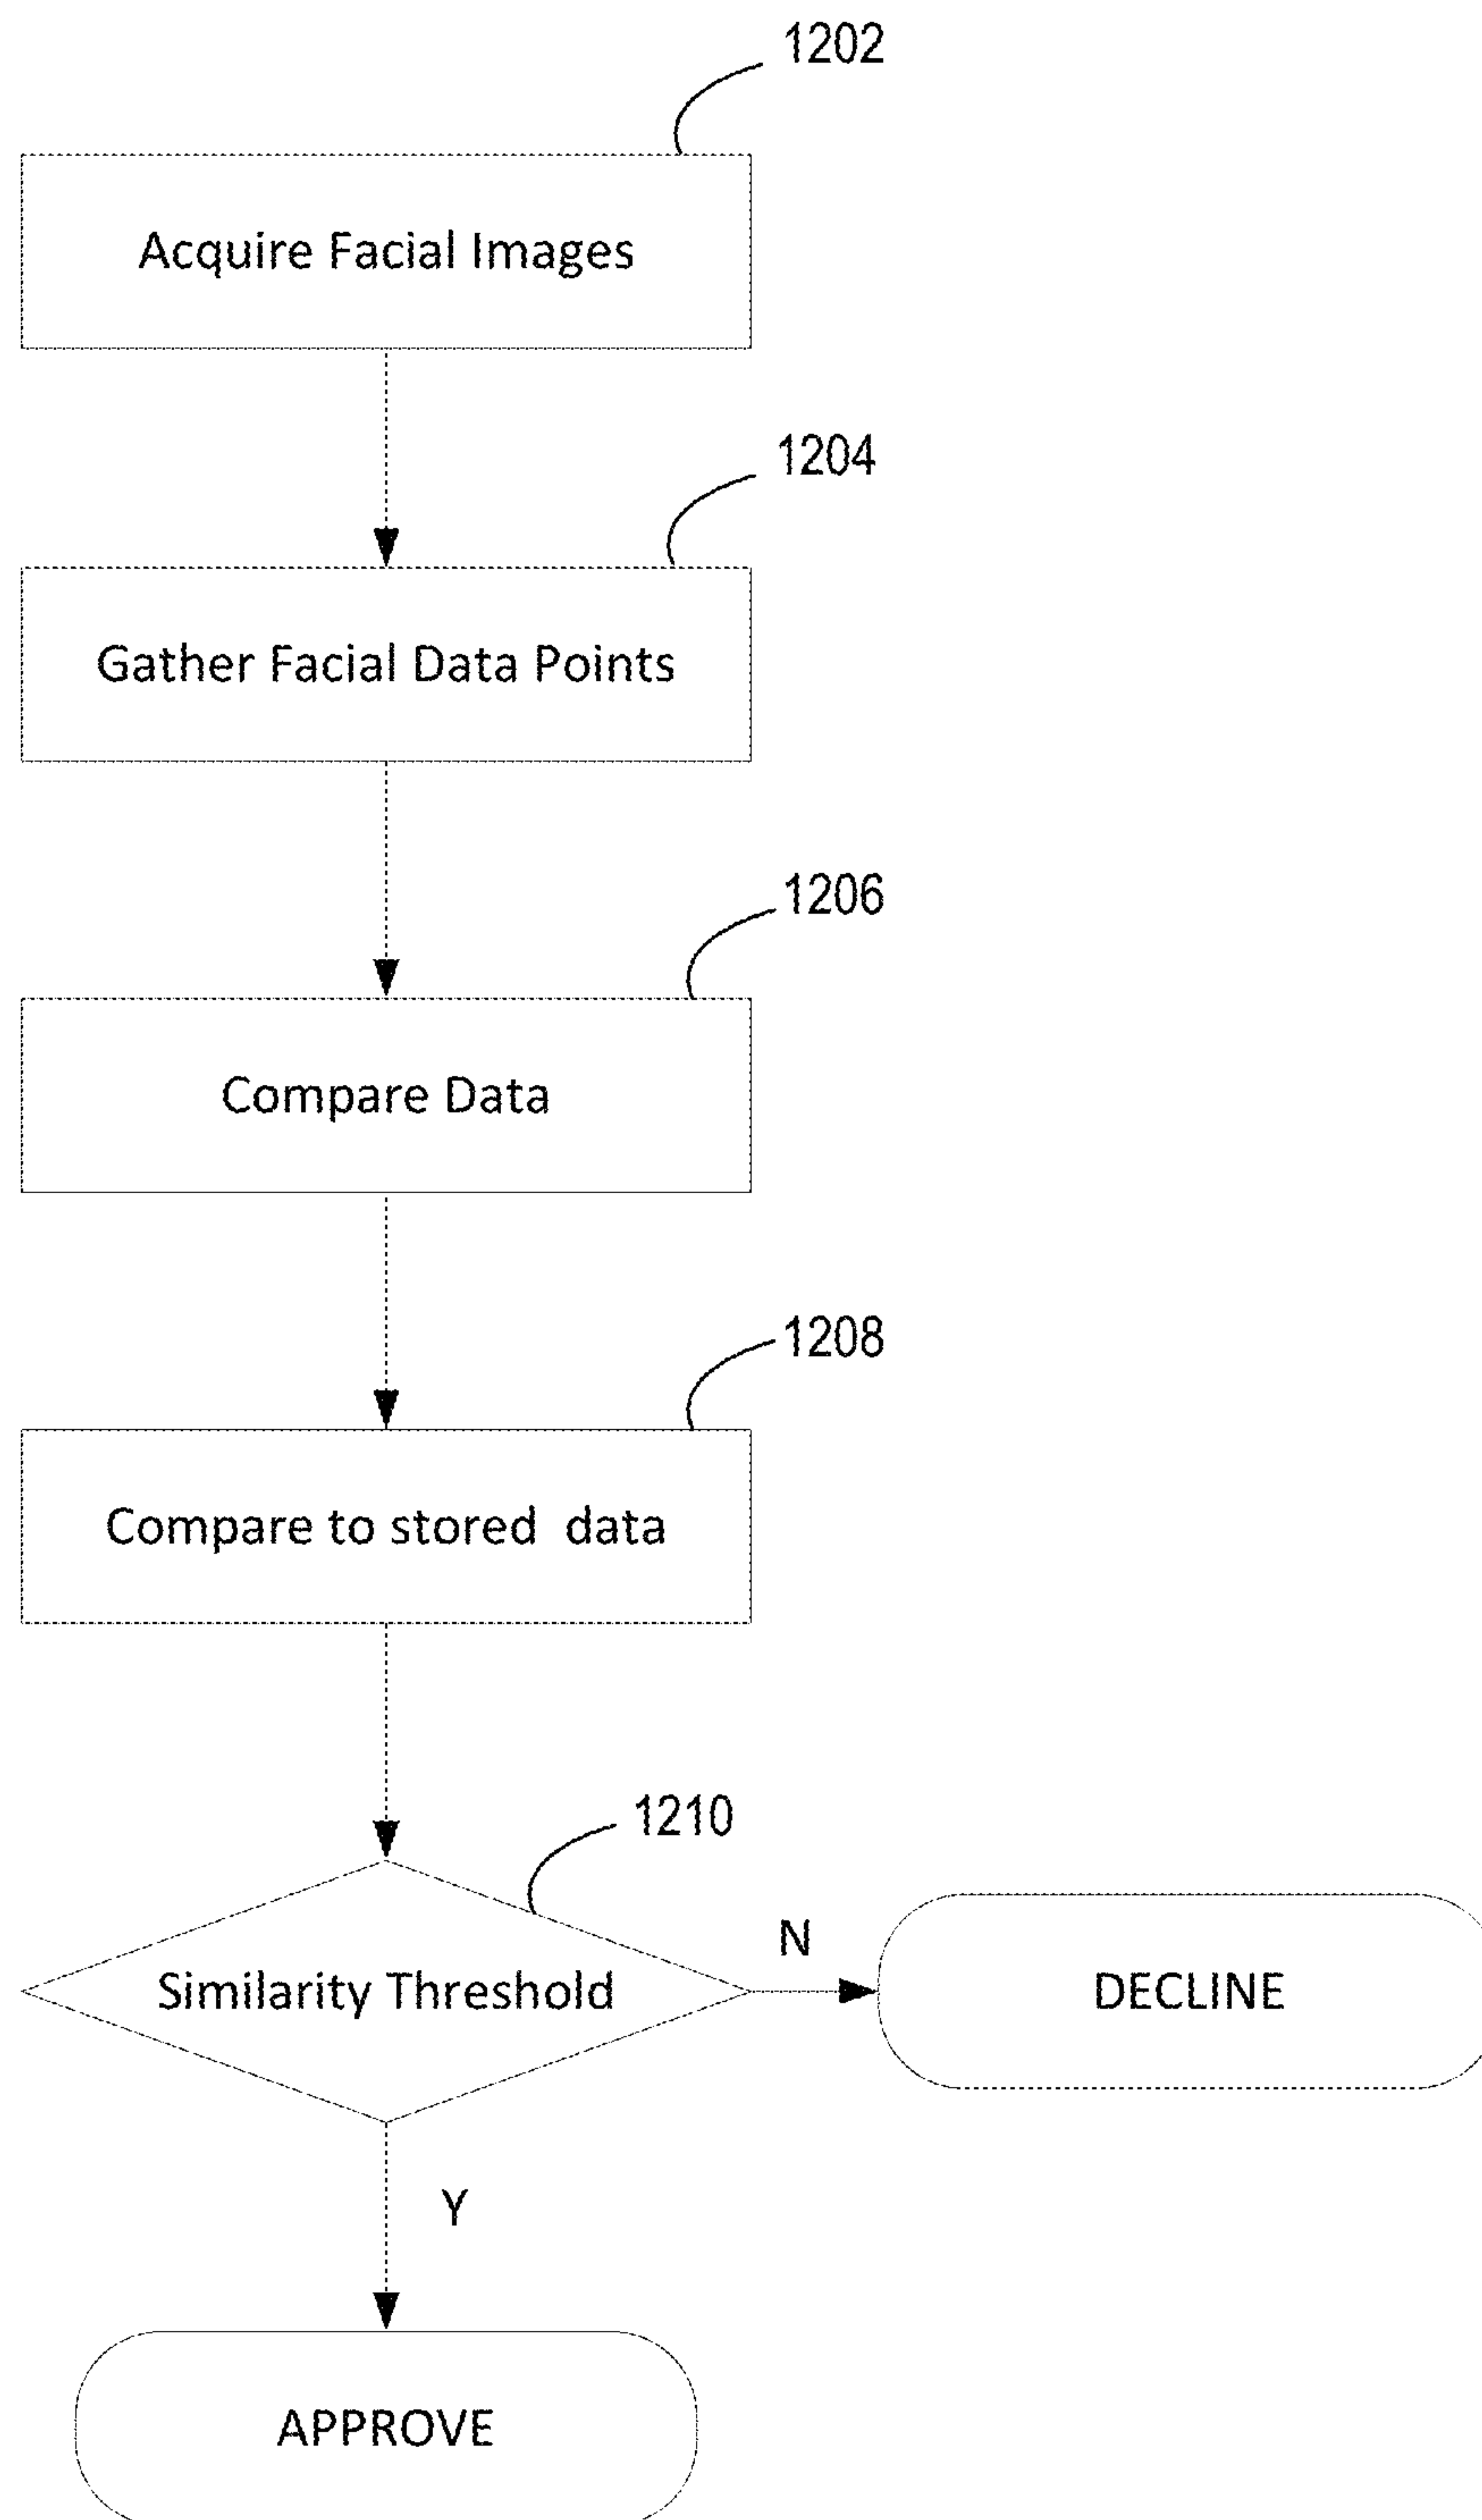 1202
Acquire Facial Images
1204
Gather Facial Data Points
1206
Compare Data
1208
Compare to stored  data
1210
Similarity Threshold
N
DECLINE
Y
APPROVE